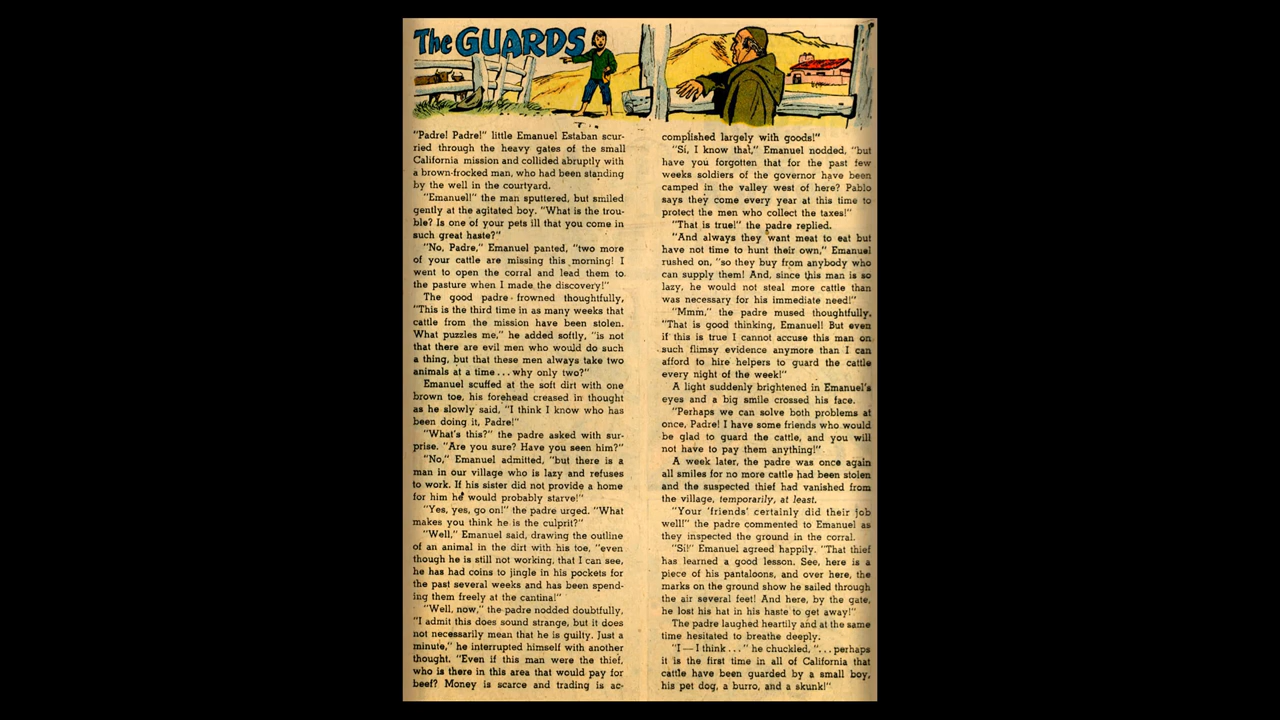 The GUARDS
"Padre! Padre!" little Emanuel Estaban scur-
ried through the heavy gates of the small
California mission and collided abruptly with
a brown-frocked man, who had been standing
by the well in the courtyard.
"Emanuel!" the man sputtered, but smiled
gently at the agitated boy. "What is the trou-
ble? Is one of your pets ill that you come in
such great haste?"
"No, Padre," Emanuel panted, "two more
of your cattle are missing this morning! I
went to open the corral and lead them to
the pasture when I made the discovery!"
The good padre frowned thoughtfully,
"This is the third time in as many weeks that
cattle from the mission have been stolen.
What puzzles me," he added softly, "is not
that there are evil men who would do such
a thing, but that these men always take two
animals at a time . . . why only two?"
Emanuel scuffed at the soft dirt with one
brown toe, his forehead creased in thought
as he slowly said, "I think I know who has
been doing it, Padre!"
"What's this?" the padre asked with sur-
prise. "Are you sure? Have you seen him?"
"No," Emanuel admitted, "but there is a
man in our village who is lazy and refuses
to work. If his sister did not provide a home
for him he would probably starve!"
"Yes, yes, go on!" the padre urged. "What
makes you think he is the culprit?"
"Well," Emanuel said, drawing the outline
of an animal in the dirt with his toe, "even
though he is still not working, that I can see,
he has had coins to jingle in his pockets for
the past several weeks and has been spend-
ing them freely at the cantina!"
"Well, now," the padre nodded doubtfully,
"I admit this does sound strange, but it does
not necessarily mean that he is guilty. Just a
minute," he interrupted himself with another
thought. "Even if this man were the thief,
who is there in this area that would pay for
beef? Money is scarce and trading is ac-
complished largely with goods!"
"Sí, I know that," Emanuel nodded, "but
have you forgotten that for the past few
weeks soldiers of the governor have been
camped in the valley west of here? Pablo
says they come every year at this time to
protect the men who collect the taxes!"
"That is true!" the padre replied.
"And always they want meat to eat but
have not time to hunt their own," Emanuel
rushed on, "so they buy from anybody who
can supply them! And, since this man is so
lazy, he would not steal more cattle than
was necessary for his immediate need!"
"Mmm," the padre mused thoughtfully,
"That is good thinking, Emanuel! But even
if this is true I cannot accuse this man on
such flimsy evidence anymore than I can
afford to hire helpers to guard the cattle
every night of the week!"
A light suddenly brightened in Emanuel's
eyes and a big smile crossed his face.
"Perhaps we can solve both problems at
once, Padre! I have some friends who would
be glad to guard the cattle, and you will
not have to pay them anything!"
A week later, the padre was once again
all smiles for no more cattle had been stolen
and the suspected thief had vanished from
the village, temporarily, at least.
"Your 'friends' certainly did their job
well!" the padre commented to Emanuel as
they inspected the ground in the corral.
"Si!" Emanuel agreed happily. "That thief
has learned a good lesson. See, here is a
piece of his pantaloons, and over here, the
marks on the ground show he sailed through
the air several feet! And here, by the gate,
he lost his hat in his haste to get away!"
The padre laughed heartily and at the same
time hesitated to breathe deeply.
"I — I think . . ." he chuckled, ". . . perhaps
it is the first time in all of California that
cattle have been guarded by a small boy,
his pet dog, a burro, and a skunk!"